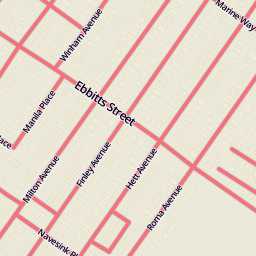 Marine Way
Winham Avenue
Ebbitts Street
Manila Place
Milton Avenue
Finley Avenue
Hett Avenue
Roma Avenue
Navesink